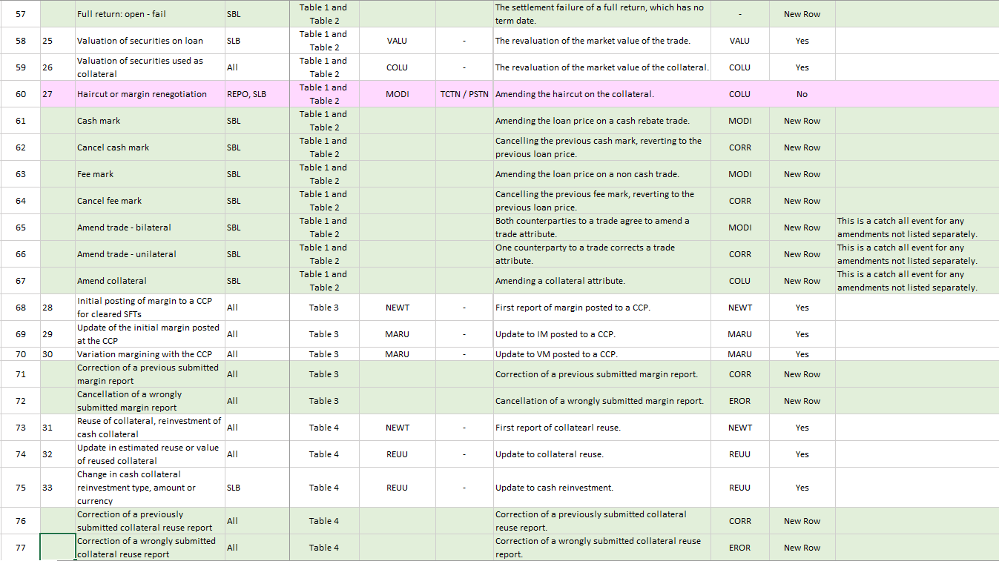 57 Full return: open - fail SBL Table 1 and Table 2 The settlement failure of a full return, which has no term date. - New Row
58 25 Valuation of securities on loan SLB Table 1 and Table 2 VALU - The revaluation of the market value of the trade. VALU Yes
59 26 Valuation of securities used as collateral All Table 1 and Table 2 COLU - The revaluation of the market value of the collateral. COLU Yes
60 27 Haircut or margin renegotiation REPO, SLB Table 1 and Table 2 MODI TCTN / PSTN Amending the haircut on the collateral. COLU No
61 Cash mark SBL Table 1 and Table 2 Amending the loan price on a cash rebate trade. MODI New Row
62 Cancel cash mark SBL Table 1 and Table 2 Cancelling the previous cash mark, reverting to the previous loan price. CORR New Row
63 Fee mark SBL Table 1 and Table 2 Amending the loan price on a non cash trade. MODI New Row
64 Cancel fee mark SBL Table 1 and Table 2 Cancelling the previous fee mark, reverting to the previous loan price. CORR New Row
65 Amend trade - bilateral SBL Table 1 and Table 2 Both counterparties to a trade agree to amend a trade attribute. MODI New Row This is a catch all event for any amendments not listed separately.
66 Amend trade - unilateral SBL Table 1 and Table 2 One counterparty to a trade corrects a trade attribute. CORR New Row This is a catch all event for any amendments not listed separately.
67 Amend collateral SBL Table 1 and Table 2 Amending a collateral attribute. COLU New Row This is a catch all event for any amendments not listed separately.
68 28 Initial posting of margin to a CCP for cleared SFTs All Table 3 NEWT - First report of margin posted to a CCP. NEWT Yes
69 29 Update of the initial margin posted at the CCP All Table 3 MARU - Update to IM posted to a CCP. MARU Yes
70 30 Variation margining with the CCP All Table 3 MARU - Update to VM posted to a CCP. MARU Yes
71 Correction of a previous submitted margin report All Table 3 Correction of a previous submitted margin report. CORR New Row
72 Cancellation of a wrongly submitted margin report All Table 3 Cancellation of a wrongly submitted margin report. EROR New Row
73 31 Reuse of collateral, reinvestment of cash collateral All Table 4 NEWT - First report of collatearl reuse. NEWT Yes
74 32 Update in estimated reuse or value of reused collateral All Table 4 REUU - Update to collateral reuse. REUU Yes
75 33 Change in cash collateral reinvestment type, amount or currency SLB Table 4 REUU - Update to cash reinvestment. REUU Yes
76 Correction of a previously submitted collateral reuse report All Table 4 Correction of a previously submitted collateral reuse report. CORR New Row
77 Correction of a wrongly submitted collateral reuse report All Table 4 Correction of a wrongly submitted collateral reuse report. EROR New Row